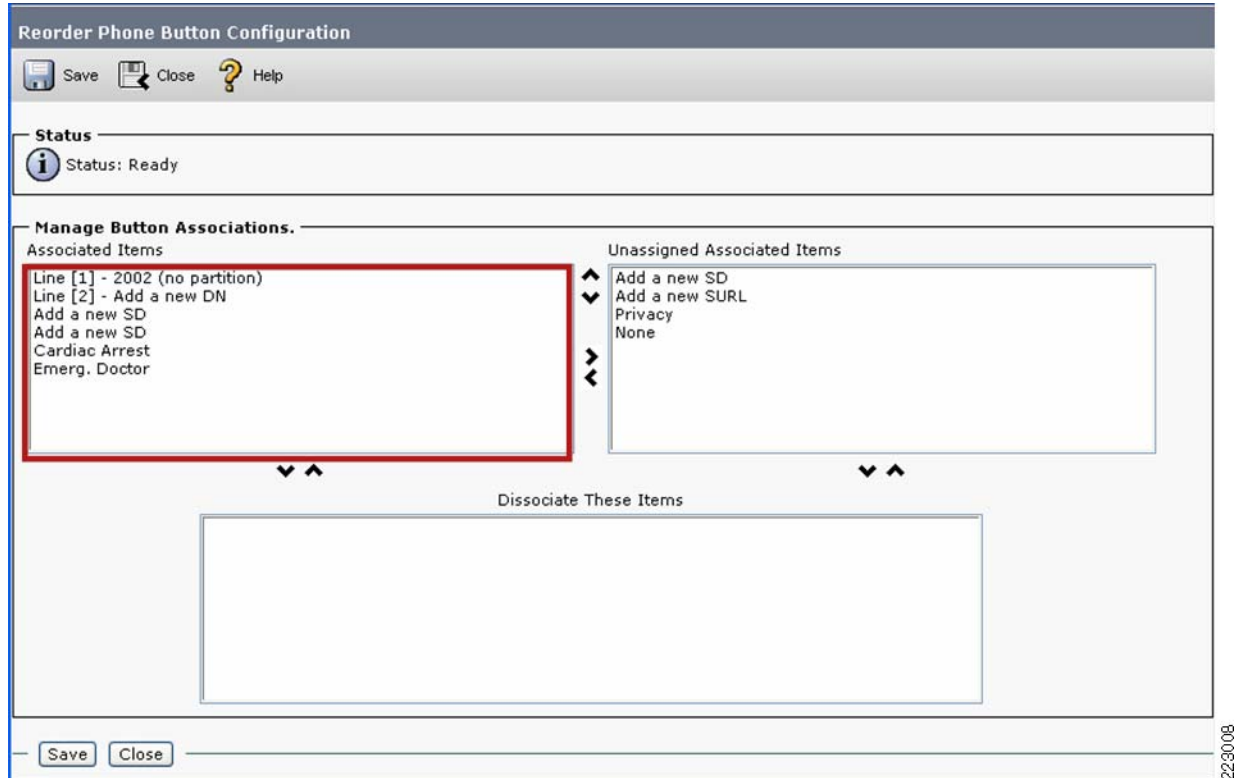 Reorder Phone Button Configuration
Save Close Help
Status
Status: Ready
Manage Button Associations.
Associated Items
Line [1] - 2002 (no partition)
Line [2] - Add a new DN
Add a new SD
Add a new SD
Cardiac Arrest
Emerg. Doctor
Unassigned Associated Items
Add a new SD
Add a new SURL
Privacy
None
Dissociate These Items
Save Close
223008